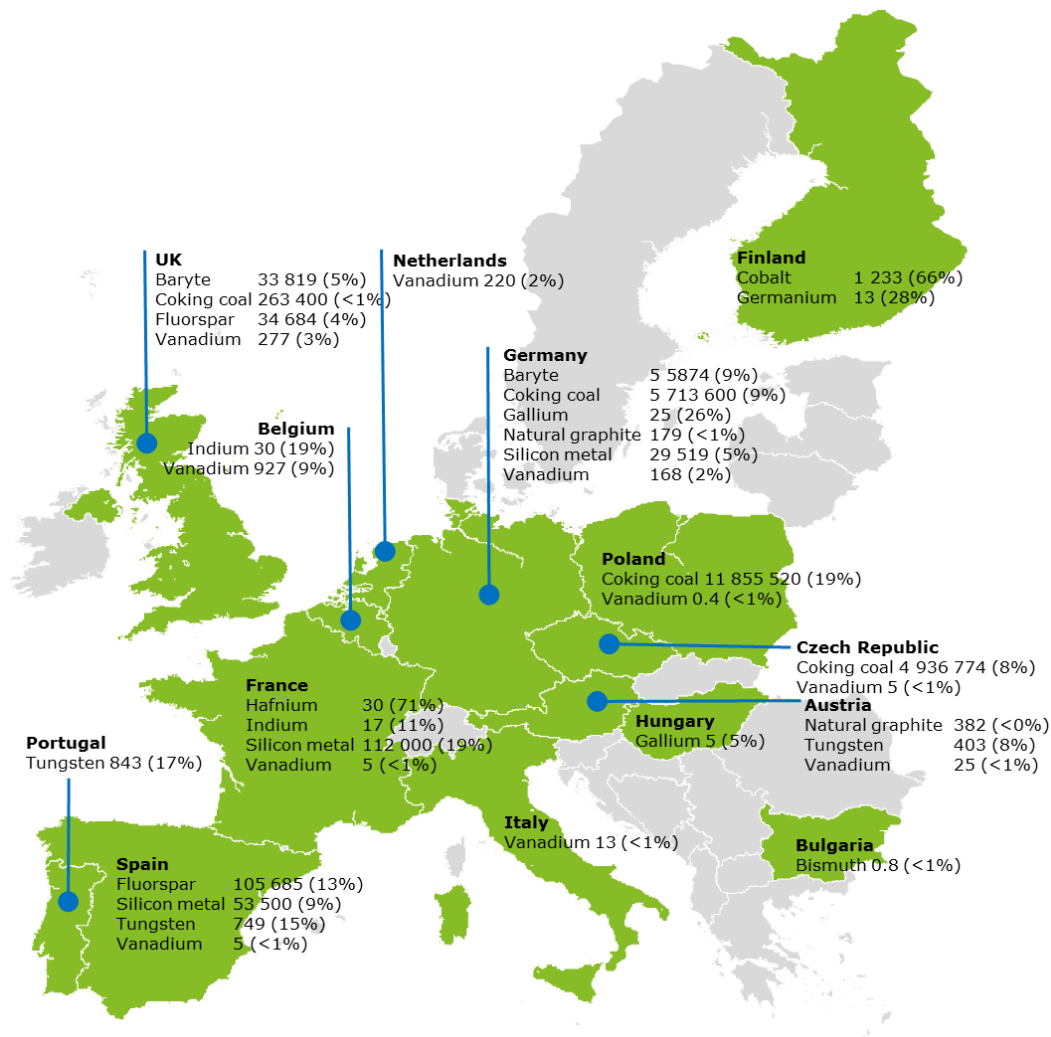 UK
Baryte 33 819 (5%)
Coking coal 263 400 (<1%)
Fluorspar 34 684 (4%)
Vanadium 277 (3%)
Netherlands
Vanadium 220 (2%)
Finland
Cobalt 1 233 (66%)
Germanium 13 (28%)
Germany
Baryte 5 5874 (9%)
Coking coal 5 713 600 (9%)
Gallium 25 (26%)
Natural graphite 179 (<1%)
Silicon metal 29 519 (5%)
Vanadium 168 (2%)
Belgium
Indium 30 (19%)
Vanadium 927 (9%)
Poland
Coking coal 11 855 520 (19%)
Vanadium 0.4 (<1%)
Czech Republic
Coking coal 4 936 774 (8%)
Vanadium 5 (<1%)
Austria
Natural graphite 382 (<0%)
Tungsten 403 (8%)
Vanadium 25 (<1%)
France
Hafnium 30 (71%)
Indium 17 (11%)
Silicon metal 112 000 (19%)
Vanadium 5 (<1%)
Hungary
Gallium 5 (5%)
Portugal
Tungsten 843 (17%)
Italy
Vanadium 13 (<1%)
Bulgaria
Bismuth 0.8 (<1%)
Spain
Fluorspar 105 685 (13%)
Silicon metal 53 500 (9%)
Tungsten 749 (15%)
Vanadium 5 (<1%)